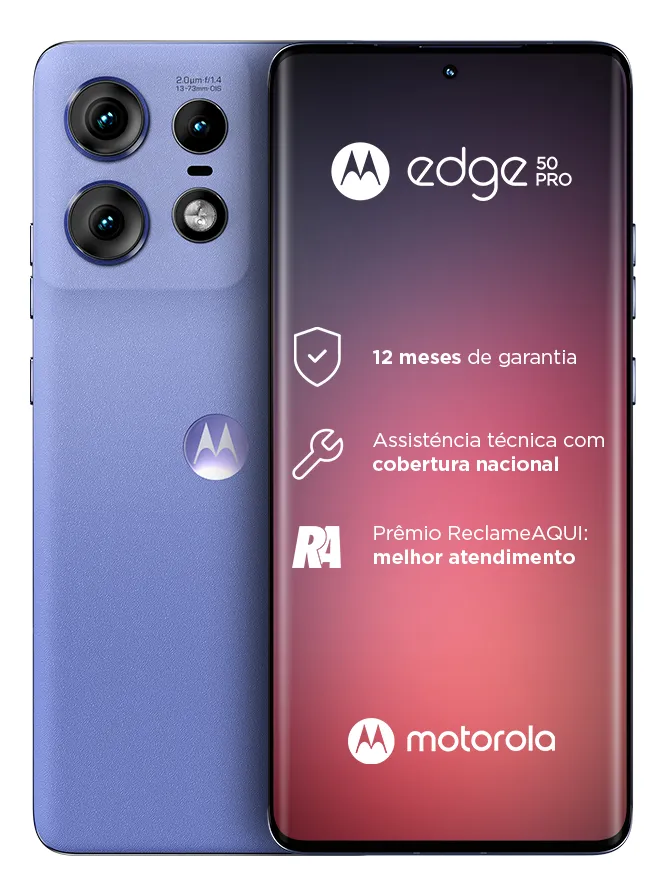 2.0µm·f/1.4
13-73mm·OIS
edge 50 PRO
12 meses de garantia
Assisténcia técnica com
cobertura nacional
RA
Prêmio ReclameAQUI:
melhor atendimento
motorola